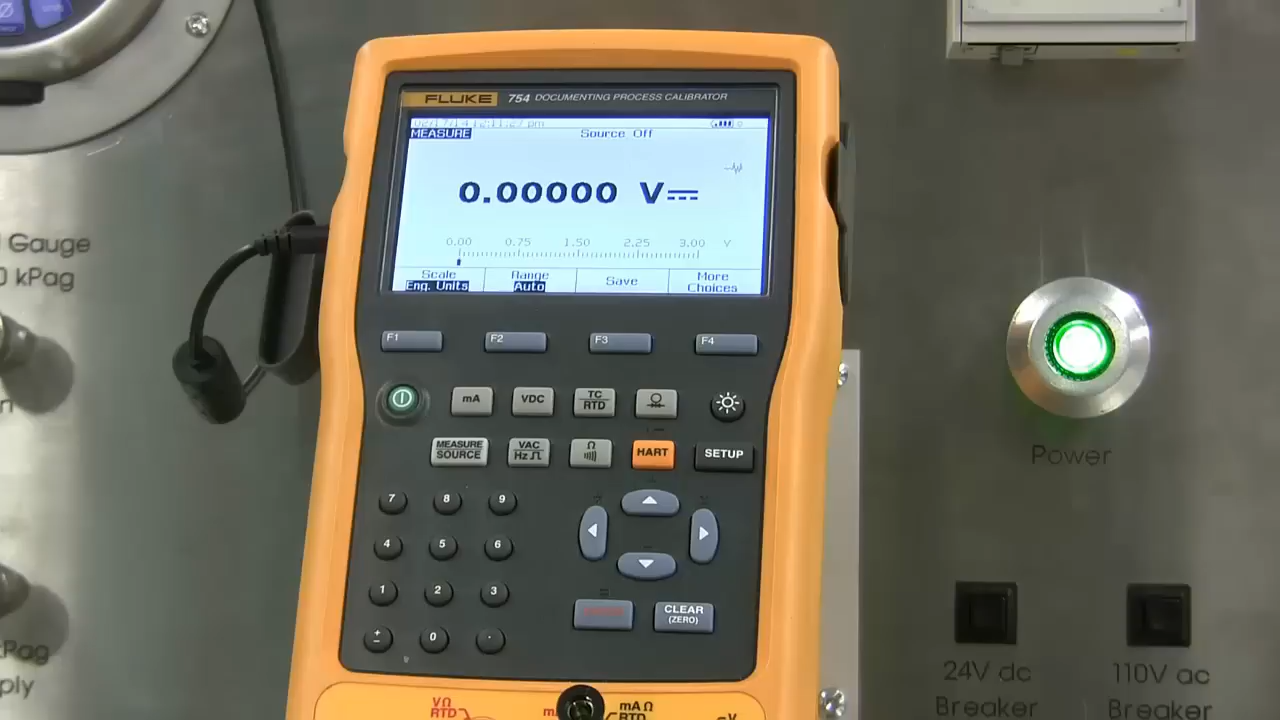 FLUKE 754 DOCUMENTING PROCESS CALIBRATOR
MEASURE Source Off
0.00000 V
0.00 0.75 1.50 2.25 3.00 V
Scale Range Save More
Eng. Units Auto Choices
F1 F2 F3 F4
mA VDC TC
RTD
MEASURE
SOURCE
VAC
Hz
Ω
HART
SETUP
7 8 9
4 5 6
1 2 3
± 0 .
CLEAR
(ZERO)
VΩ
RTD
mAΩ
RTD
Gauge
0 kPag
Power
24V dc
Breaker
110V ac
Breaker